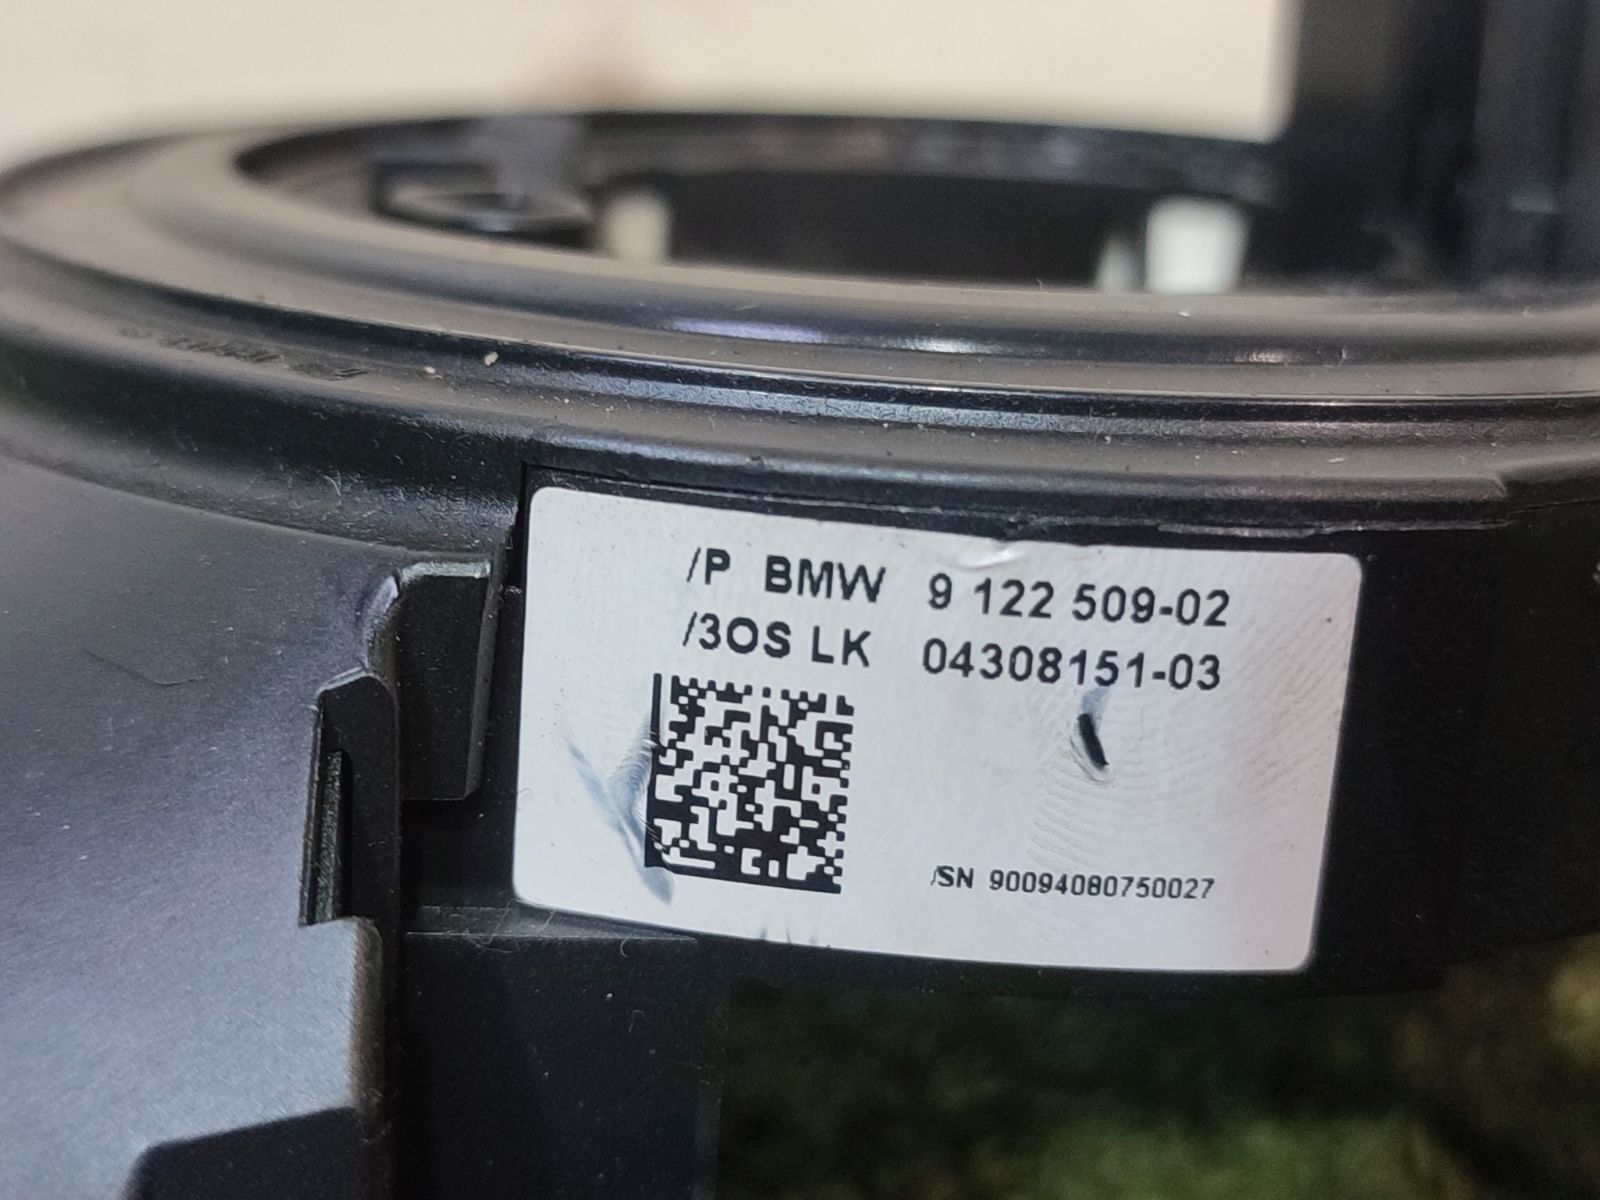 /P BMW 9 122 509-02
/3OS LK 04308151-03
/SN 90094080750027